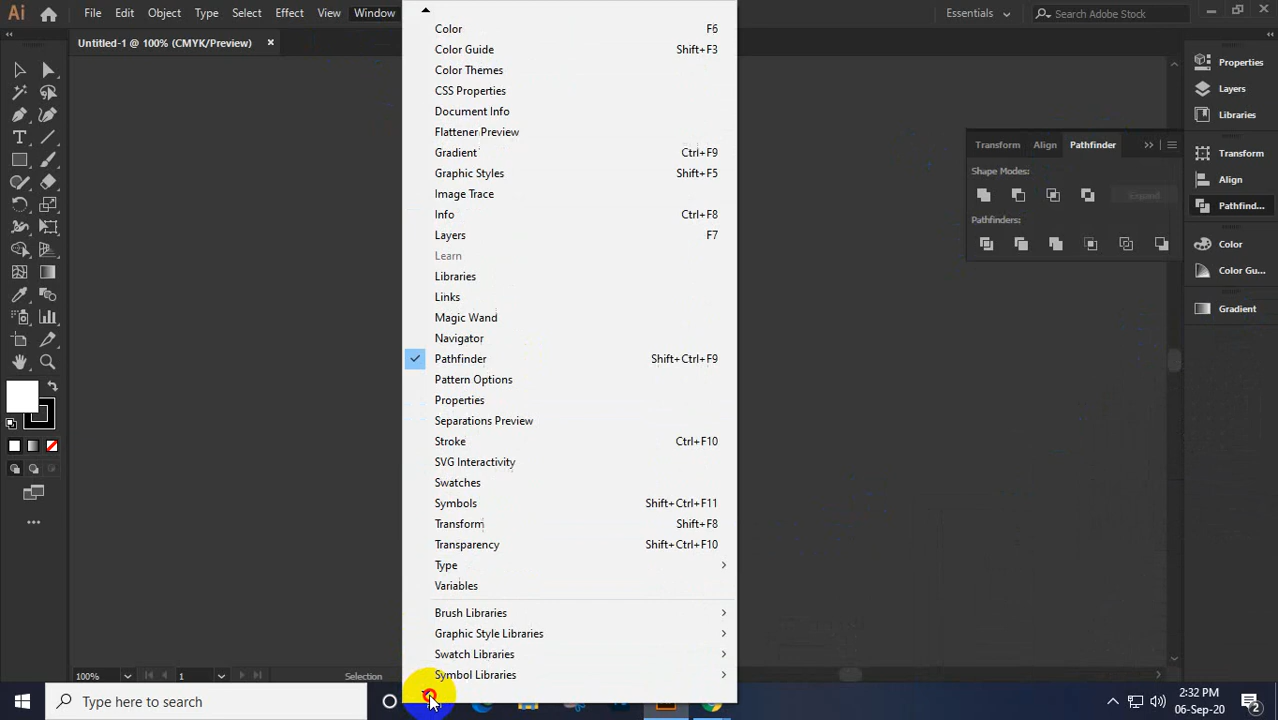 Ai File Edit Object Type Select Effect View Window Essentials Search Adobe Stock
Untitled-1 @ 100% (CMYK/Preview)
Color F6
Color Guide Shift+F3
Color Themes
CSS Properties
Document Info
Flattener Preview
Gradient Ctrl+F9
Graphic Styles Shift+F5
Image Trace
Info Ctrl+F8
Layers F7
Learn
Libraries
Links
Magic Wand
Navigator
Pathfinder Shift+Ctrl+F9
Pattern Options
Properties
Separations Preview
Stroke Ctrl+F10
SVG Interactivity
Swatches
Symbols Shift+Ctrl+F11
Transform Shift+F8
Transparency Shift+Ctrl+F10
Type
Variables
Brush Libraries
Graphic Style Libraries
Swatch Libraries
Symbol Libraries
Transform Align Pathfinder
Shape Modes:
Expand
Pathfinders:
Properties
Layers
Libraries
Transform
Align
Pathfind...
Color
Color Gu...
Gradient
100% 1 Selection
Type here to search
2:32 PM
06-Sep-20
2